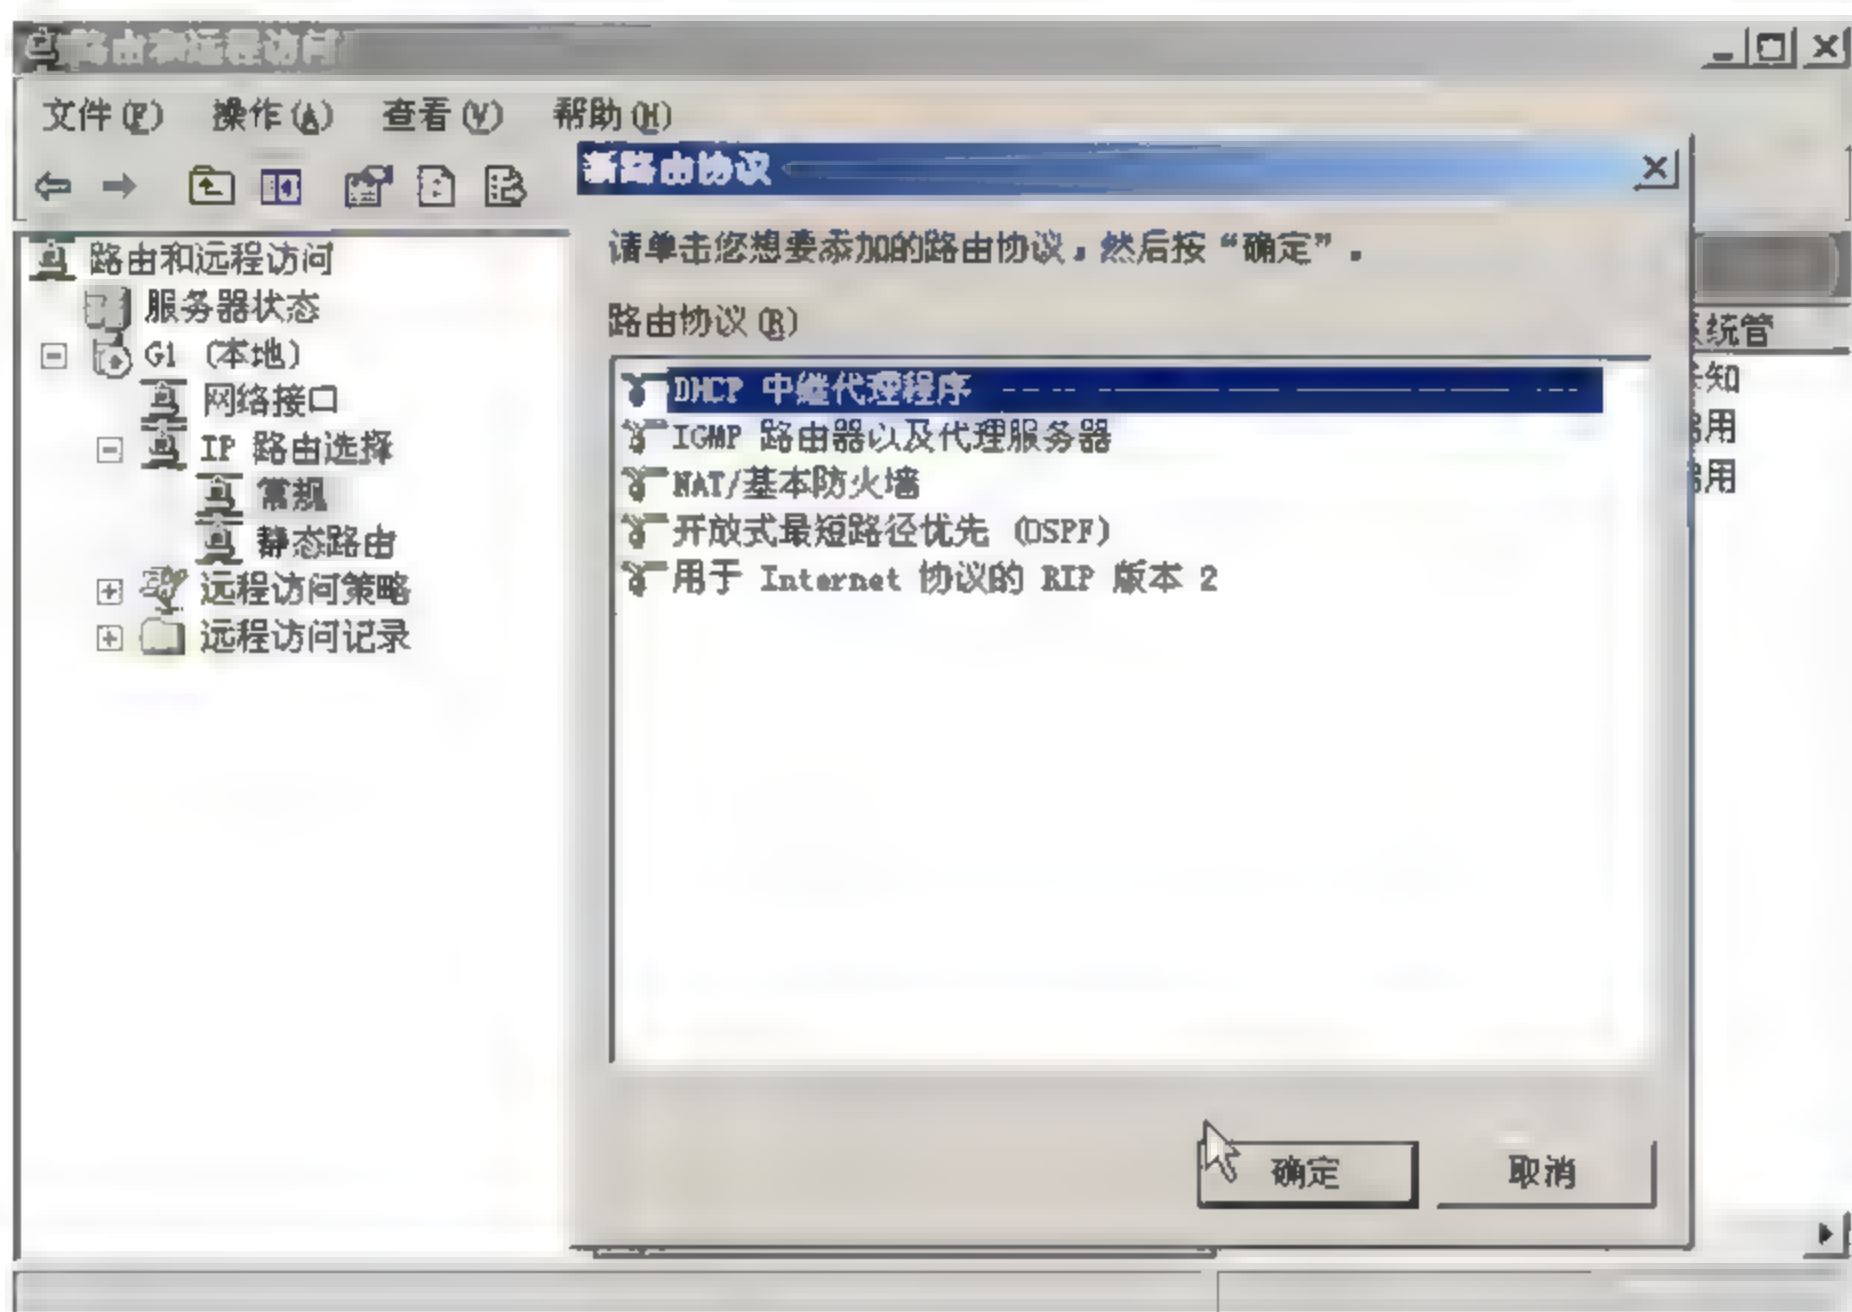 路由和远程访问
文件(F) 操作(A) 查看(V) 帮助(H)
新路由协议
请单击您想要添加的路由协议，然后按“确定”.
路由协议(R)
DHCP 中继代理程序
IGMP 路由器以及代理服务器
NAT/基本防火墙
开放式最短路径优先 (OSPF)
用于 Internet 协议的 RIP 版本 2
确定 取消
路由和远程访问
服务器状态
G1 (本地)
网络接口
IP 路由选择
常规
静态路由
远程访问策略
远程访问记录
统管
知
用
用